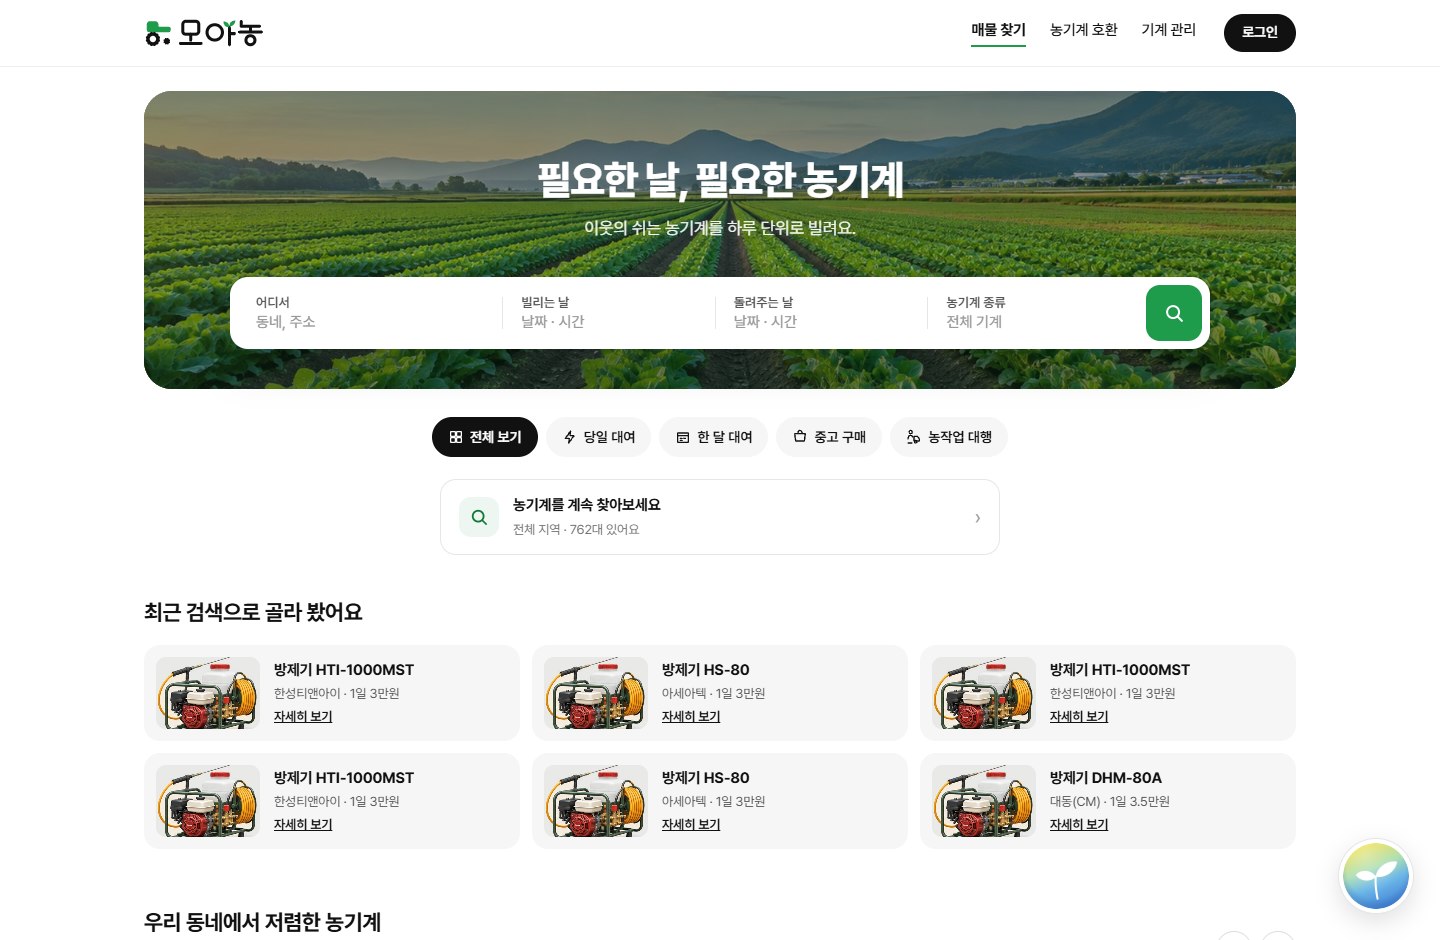 모아농
매물 찾기
농기계 호환
기계 관리
로그인
필요한 날, 필요한 농기계
이웃의 쉬는 농기계를 하루 단위로 빌려요.
어디서
동네, 주소
빌리는 날
날짜 · 시간
돌려주는 날
날짜 · 시간
농기계 종류
전체 기계
전체 보기
당일 대여
한 달 대여
중고 구매
농작업 대행
농기계를 계속 찾아보세요
전체 지역 · 762대 있어요
최근 검색으로 골라 봤어요
방제기 HTI-1000MST
한성티앤아이 · 1일 3만원
자세히 보기
방제기 HS-80
아세아텍 · 1일 3만원
자세히 보기
방제기 HTI-1000MST
한성티앤아이 · 1일 3만원
자세히 보기
방제기 HTI-1000MST
한성티앤아이 · 1일 3만원
자세히 보기
방제기 HS-80
아세아텍 · 1일 3만원
자세히 보기
방제기 DHM-80A
대동(CM) · 1일 3.5만원
자세히 보기
우리 동네에서 저렴한 농기계